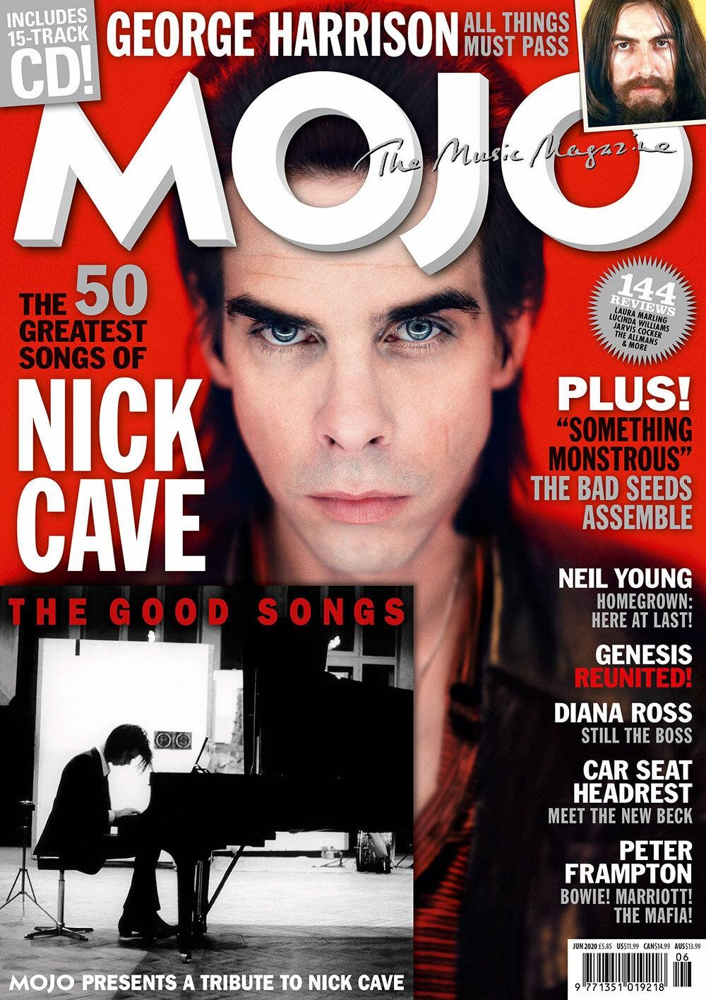 INCLUDES
15-TRACK
CD!
GEORGE HARRISON
ALL THINGS
MUST PASS
MOJO
The Music Magazine
THE 50
GREATEST
SONGS OF
NICK
CAVE
144
REVIEWS
LAURA MARLING
LUCINDA WILLIAMS
JARVIS COCKER
THE ALLMANS
& MORE
PLUS!
“SOMETHING
MONSTROUS”
THE BAD SEEDS
ASSEMBLE
NEIL YOUNG
HOMEGROWN:
HERE AT LAST!
GENESIS
REUNITED!
DIANA ROSS
STILL THE BOSS
CAR SEAT
HEADREST
MEET THE NEW BECK
PETER
FRAMPTON
BOWIE! MARRIOTT!
THE MAFIA!
THE GOOD SONGS
P S
MOJO PRESENTS A TRIBUTE TO NICK CAVE
JUN 2020 £5.85 US$11.99 CAN$14.99 AUS$13.99
06
9 771351 019218